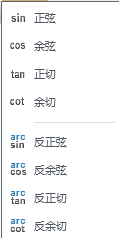 sin 正弦
cos 余弦
tan 正切
cot 余切
arc sin 反正弦
arc cos 反余弦
arc tan 反正切
arc cot 反余切